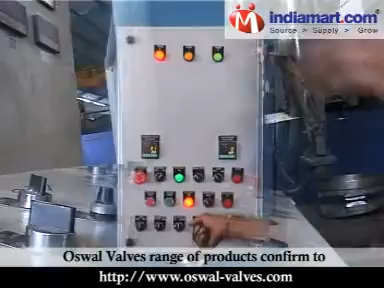 indiamart.com
Source > Supply > Grow
Oswal Valves range of products confirm to
http://www.oswal-valves.com